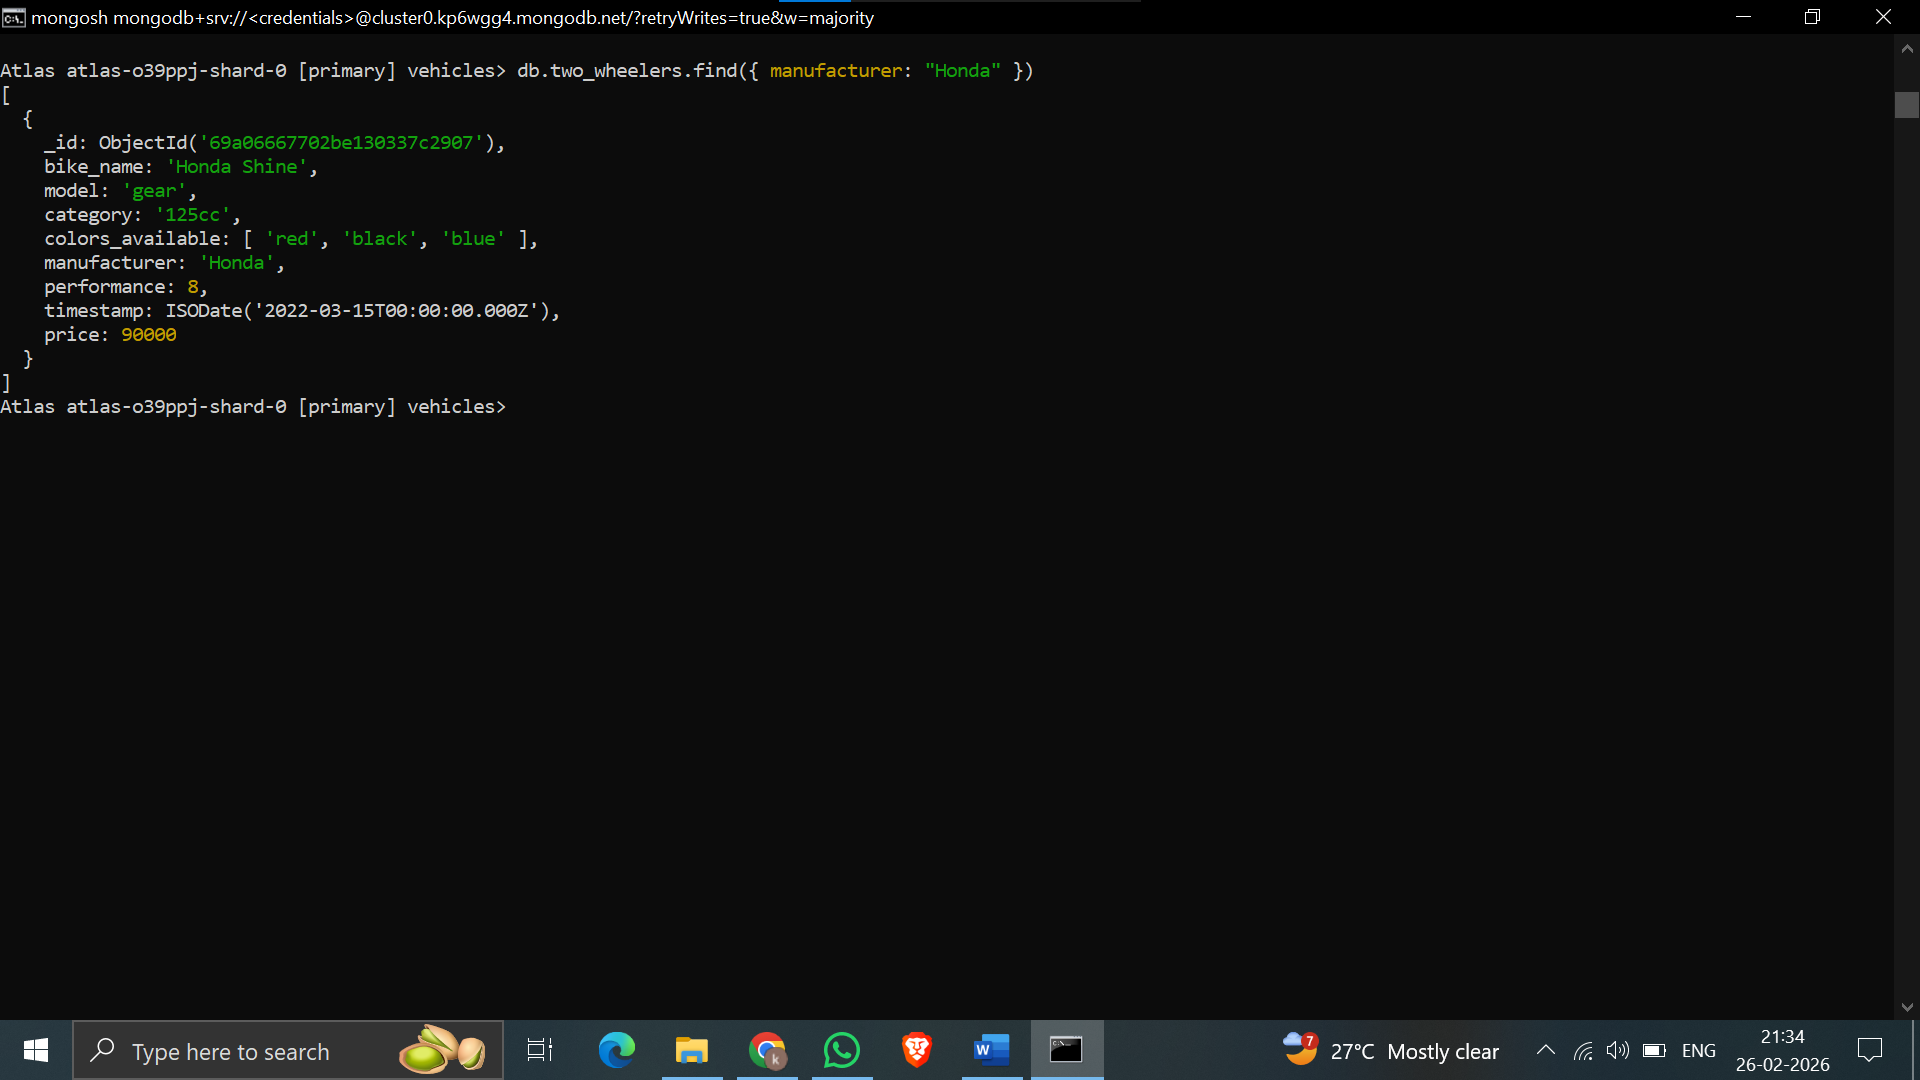 mongosh mongodb+srv://<credentials>@cluster0.kp6wgg4.mongodb.net/?retryWrites=true&w=majority
Atlas atlas-o39ppj-shard-0 [primary] vehicles> db.two_wheelers.find({ manufacturer: "Honda" })
[
  {
    _id: ObjectId('69a06667702be130337c2907'),
    bike_name: 'Honda Shine',
    model: 'gear',
    category: '125cc',
    colors_available: [ 'red', 'black', 'blue' ],
    manufacturer: 'Honda',
    performance: 8,
    timestamp: ISODate('2022-03-15T00:00:00.000Z'),
    price: 90000
  }
]
Atlas atlas-o39ppj-shard-0 [primary] vehicles>
Type here to search
k
W
7
27°C Mostly clear
ENG
21:34
26-02-2026